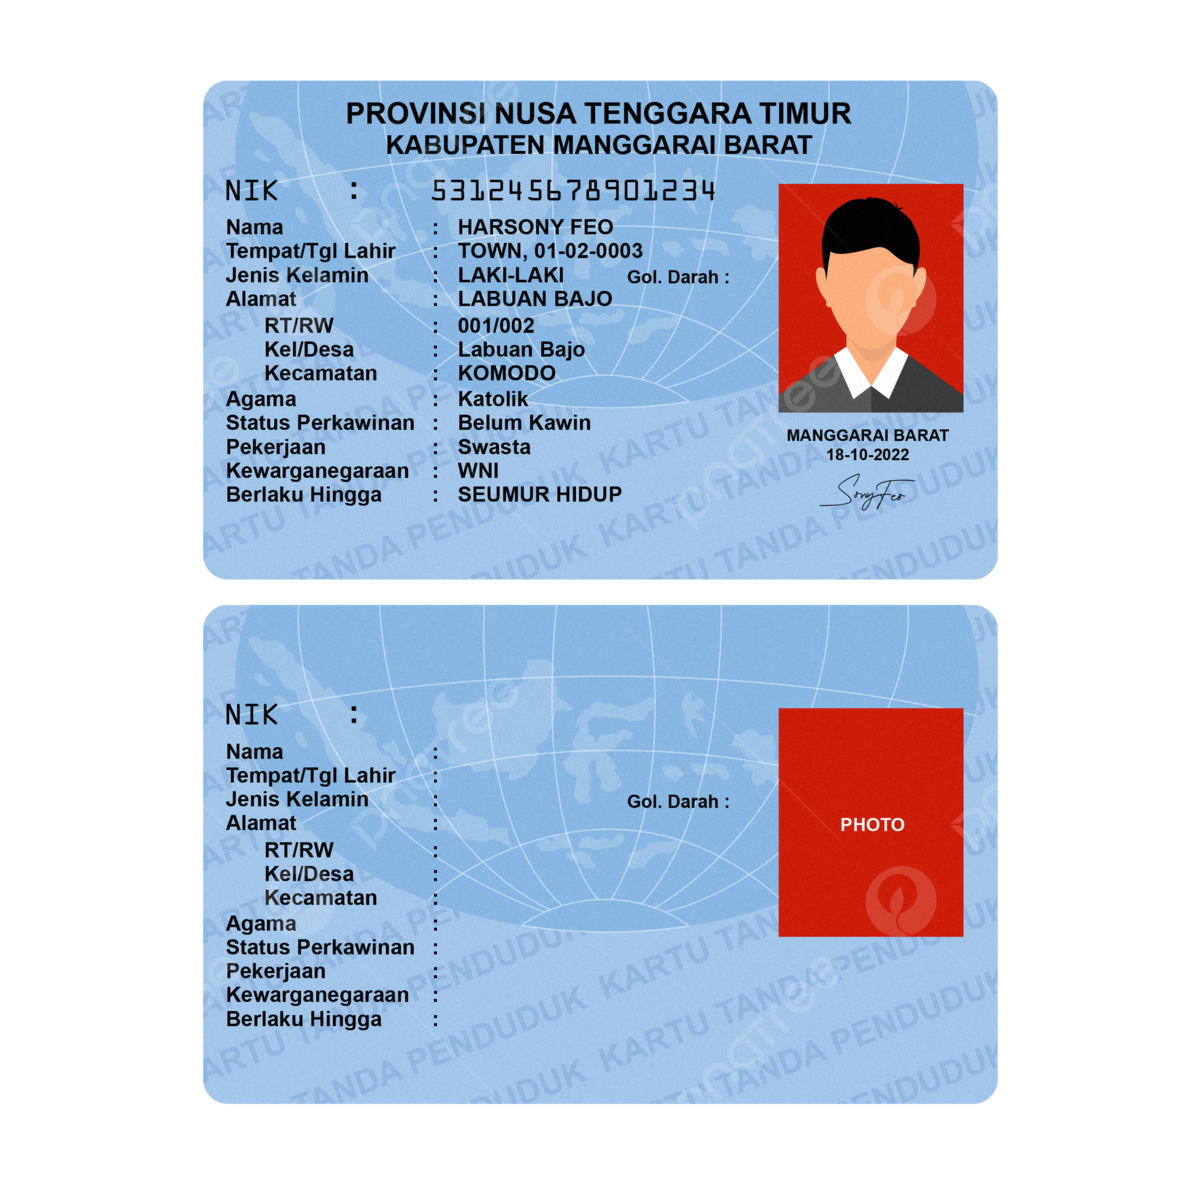 PROVINSI NUSA TENGGARA TIMUR
KABUPATEN MANGGARAI BARAT
NIK : 531245678901234
Nama : HARSONY FEO
Tempat/Tgl Lahir : TOWN, 01-02-0003
Jenis Kelamin : LAKI-LAKI Gol. Darah :
Alamat : LABUAN BAJO
RT/RW : 001/002
Kel/Desa : Labuan Bajo
Kecamatan : KOMODO
Agama : Katolik
Status Perkawinan : Belum Kawin
Pekerjaan : Swasta
Kewarganegaraan : WNI
Berlaku Hingga : SEUMUR HIDUP
MANGGARAI BARAT
18-10-2022
SonyFeo
KARTU TANDA PENDUDUK KARTU TANDA PENDUDUK
NIK :
Nama :
Tempat/Tgl Lahir :
Jenis Kelamin : Gol. Darah :
Alamat :
RT/RW :
Kel/Desa :
Kecamatan :
Agama :
Status Perkawinan :
Pekerjaan :
Kewarganegaraan :
Berlaku Hingga :
PHOTO
KARTU TANDA PENDUDUK KARTU TANDA PENDUDUK
pngtree